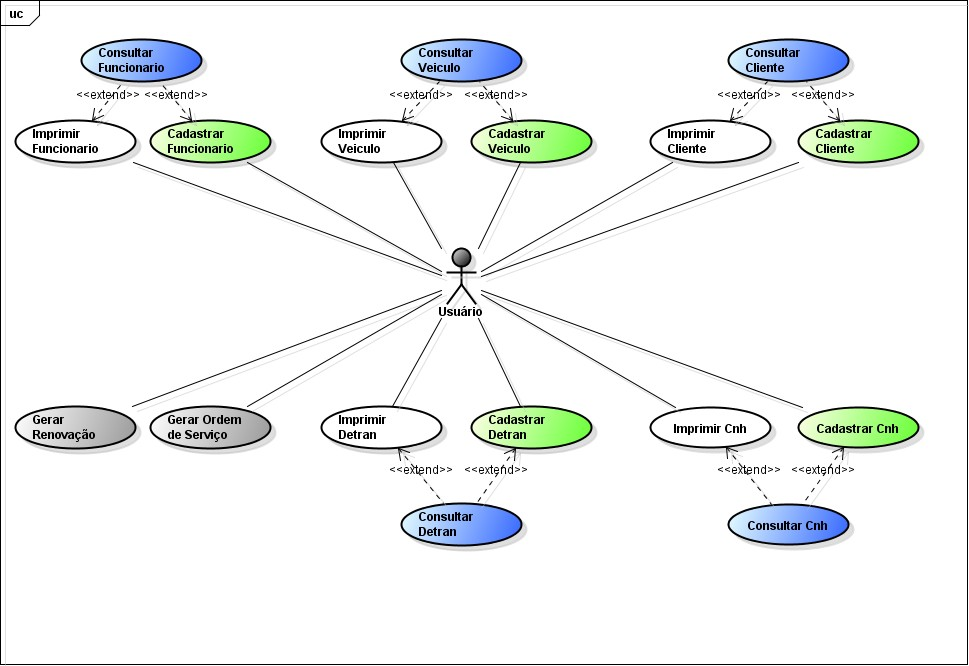 uc
Consultar
Funcionario
Consultar
Veiculo
Consultar
Cliente
<<extend>> <<extend>>
<<extend>> <<extend>>
<<extend>> <<extend>>
Imprimir
Funcionario
Cadastrar
Funcionario
Imprimir
Veiculo
Cadastrar
Veiculo
Imprimir
Cliente
Cadastrar
Cliente
Usuário
Gerar
Renovação
Gerar Ordem
de Serviço
Imprimir
Detran
Cadastrar
Detran
Imprimir Cnh
Cadastrar Cnh
<<extend>> <<extend>>
<<extend>> <<extend>>
Consultar
Detran
Consultar Cnh